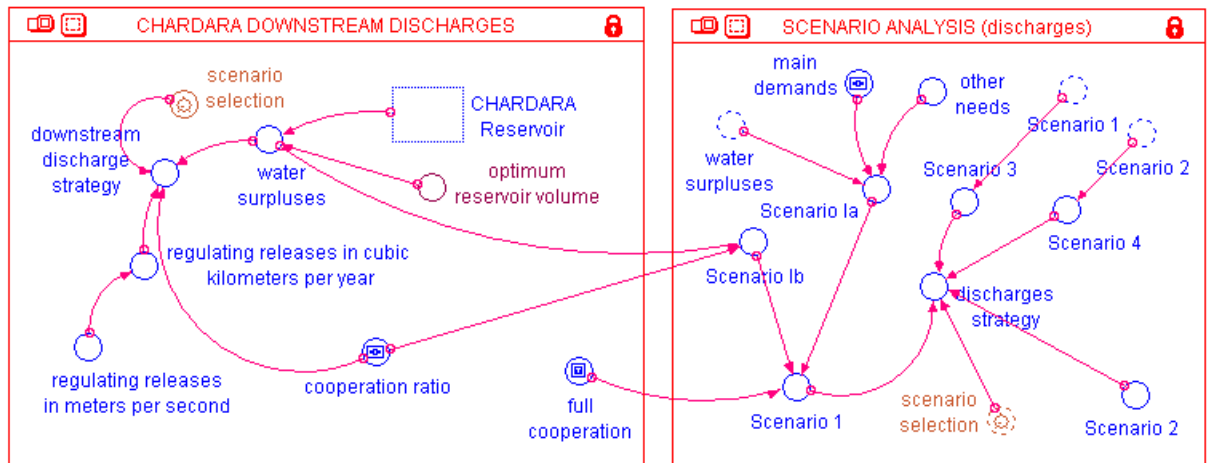 CHARDARA DOWNSTREAM DISCHARGES
scenario
selection
CHARDARA
Reservoir
downstream
discharge
strategy
water
surpluses
optimum
reservoir volume
regulating releases in cubic
kilometers per year
regulating releases
in meters per second
cooperation ratio
full
cooperation
SCENARIO ANALYSIS (discharges)
main
demands
other
needs
Scenario 1
water
surpluses
Scenario 3
Scenario 2
Scenario Ia
Scenario 4
Scenario Ib
discharges
strategy
Scenario 1
scenario
selection
Scenario 2